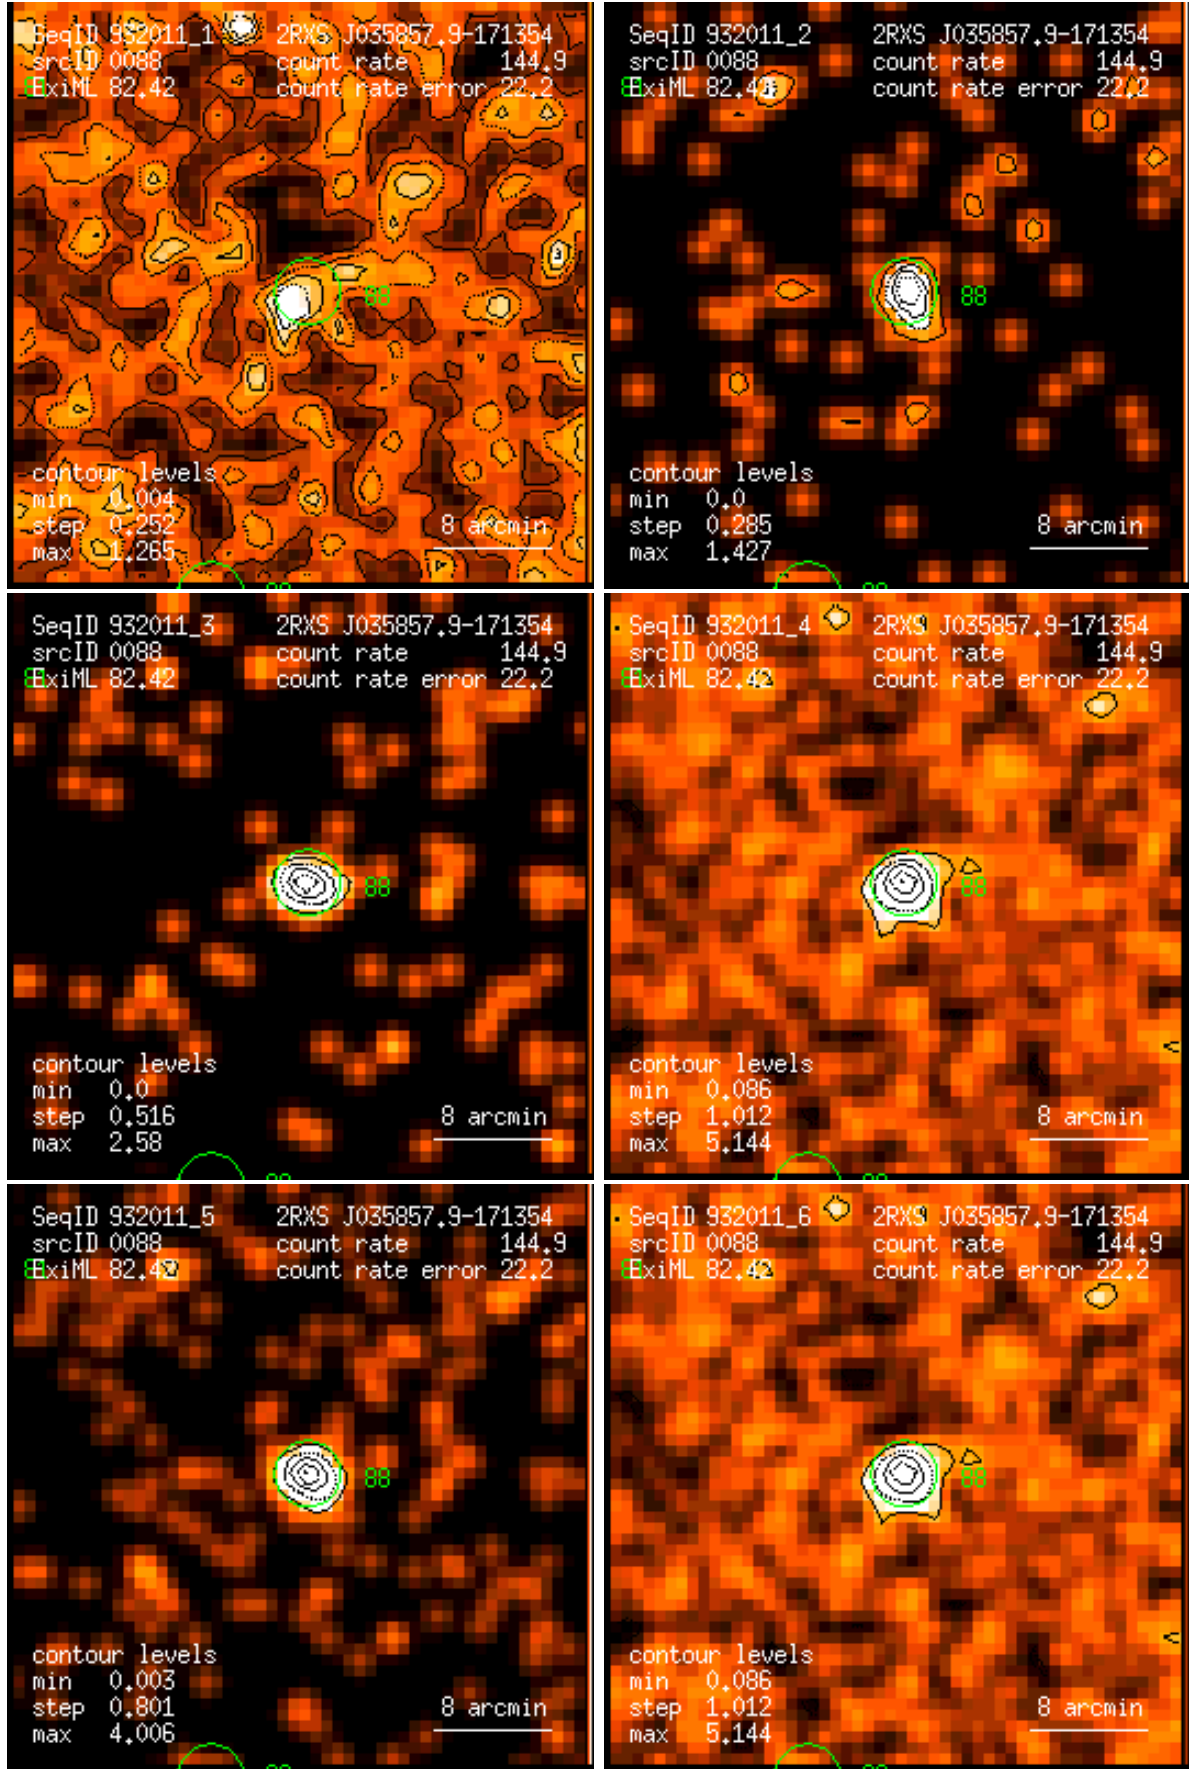 SeqID 932011_1 2RXS J035857.9-171354
srcID 0088 count rate 144.9
ExiML 82.42 count rate error 22.2
88
contour levels
min 0.004
step 0.252 8 arcmin
max 1.265
SeqID 932011_2 2RXS J035857.9-171354
srcID 0088 count rate 144.9
ExiML 82.42 count rate error 22.2
88
contour levels
min 0.0
step 0.285 8 arcmin
max 1.427
SeqID 932011_3 2RXS J035857.9-171354
srcID 0088 count rate 144.9
ExiML 82.42 count rate error 22.2
88
contour levels
min 0.0
step 0.516 8 arcmin
max 2.58
SeqID 932011_4 2RXS J035857.9-171354
srcID 0088 count rate 144.9
ExiML 82.42 count rate error 22.2
88
contour levels
min 0.086
step 1.012 8 arcmin
max 5.144
SeqID 932011_5 2RXS J035857.9-171354
srcID 0088 count rate 144.9
ExiML 82.42 count rate error 22.2
88
contour levels
min 0.003
step 0.801 8 arcmin
max 4.006
SeqID 932011_6 2RXS J035857.9-171354
srcID 0088 count rate 144.9
ExiML 82.42 count rate error 22.2
88
contour levels
min 0.086
step 1.012 8 arcmin
max 5.144